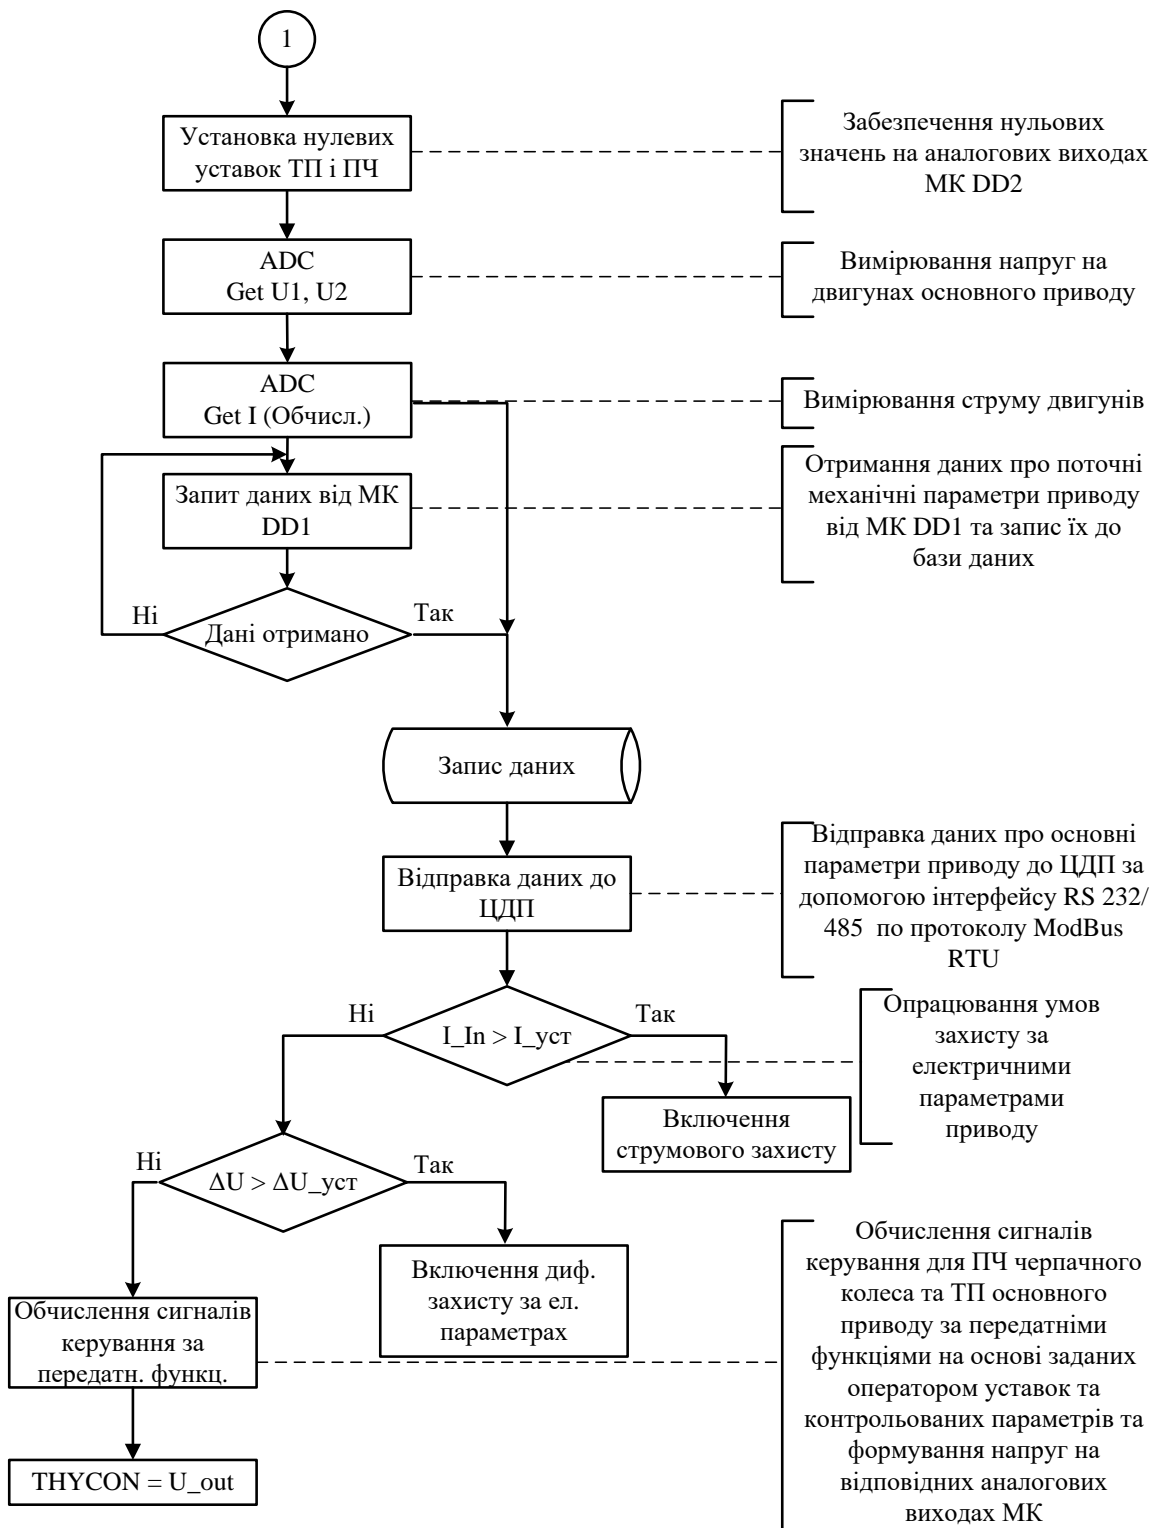 1
Установка нулевих
уставок ТП і ПЧ
Забезпечення нульових
значень на аналогових виходах
МК DD2
ADC
Get U1, U2
Вимірювання напруг на
двигунах основного приводу
ADC
Get I (Обчисл.)
Вимірювання струму двигунів
Запит даних від МК
DD1
Отримання даних про поточні
механічні параметри приводу
від МК DD1 та запис їх до
бази даних
Ні
Так
Дані отримано
Запис даних
Відправка даних до
ЦДП
Відправка даних про основні
параметри приводу до ЦДП за
допомогою інтерфейсу RS 232/
485 по протоколу ModBus
RTU
Ні
Так
I_In > I_уст
Опрацювання умов
захисту за
електричними
параметрами
приводу
Включення
струмового захисту
Ні
Так
ΔU > ΔU_уст
Включення диф.
захисту за ел.
параметрах
Обчислення сигналів
керування за
передатн. функц.
Обчислення сигналів
керування для ПЧ черпачного
колеса та ТП основного
приводу за передатніми
функціями на основі заданих
оператором уставок та
контрольованих параметрів та
формування напруг на
відповідних аналогових
виходах МК
THYCON = U_out